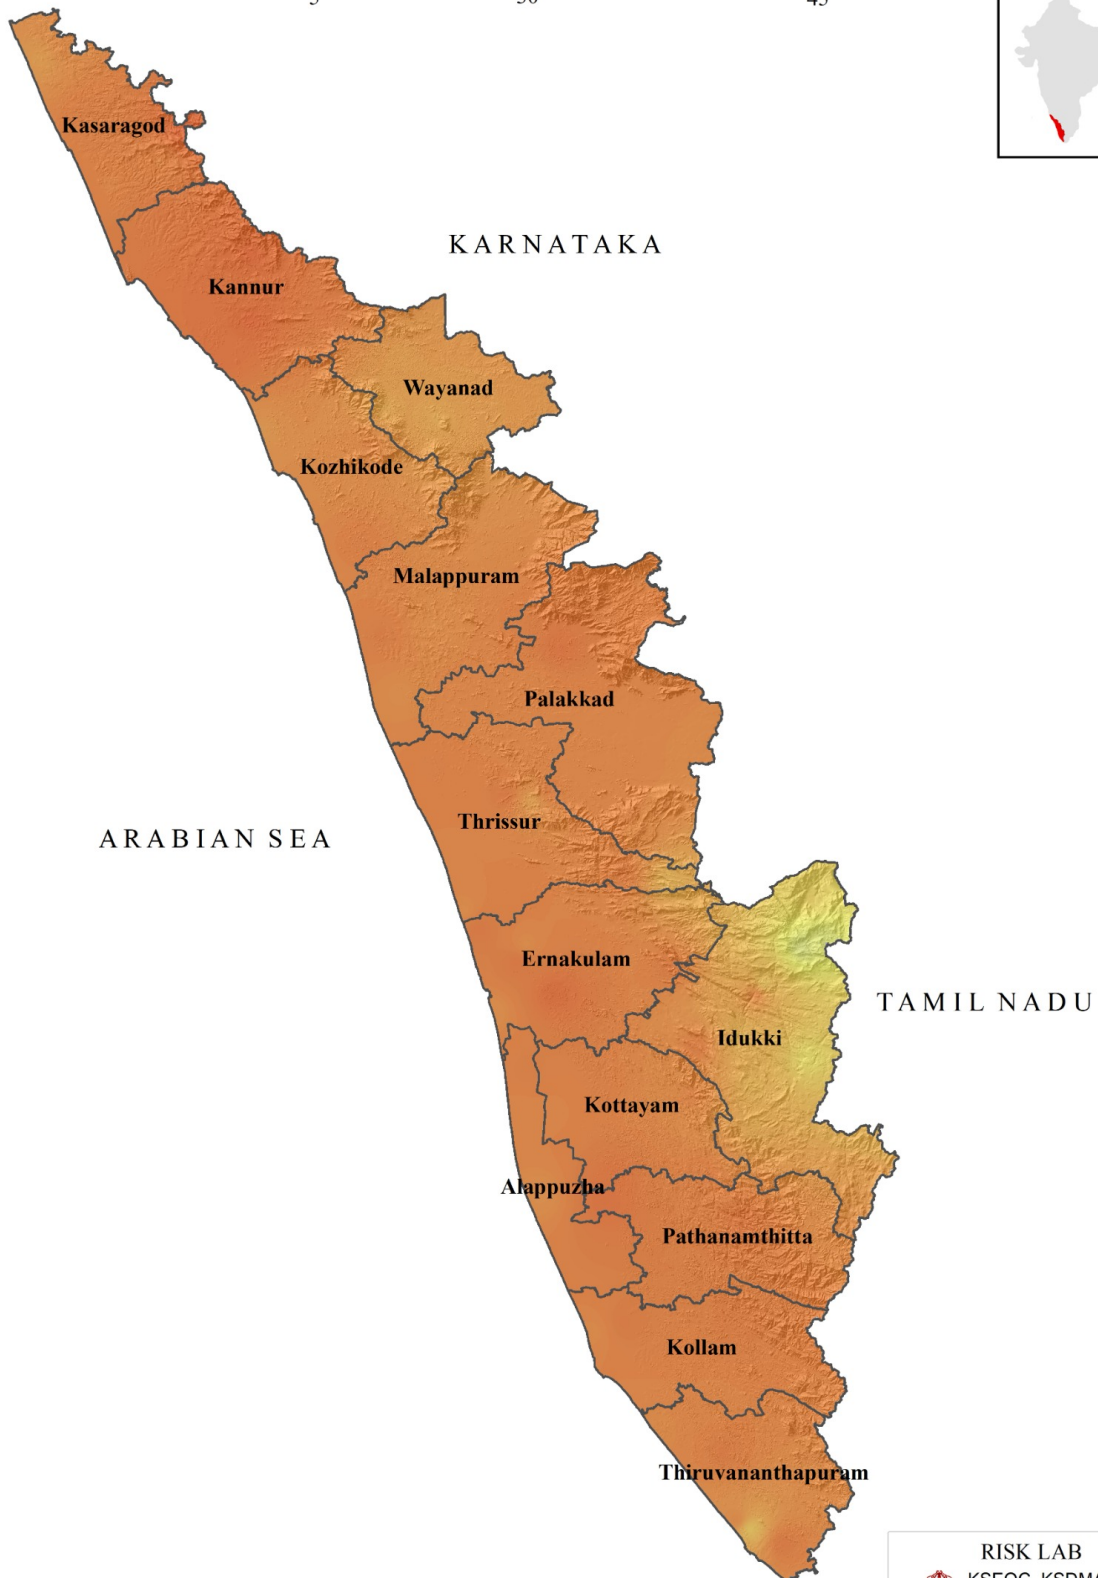 Kasaragod
KARNATAKA
Kannur
Wayanad
Kozhikode
Malappuram
Palakkad
Thrissur
ARABIAN SEA
Ernakulam
TAMIL NADU
Idukki
Kottayam
Alappuzha
Pathanamthitta
Kollam
Thiruvananthapuram
RISK LAB